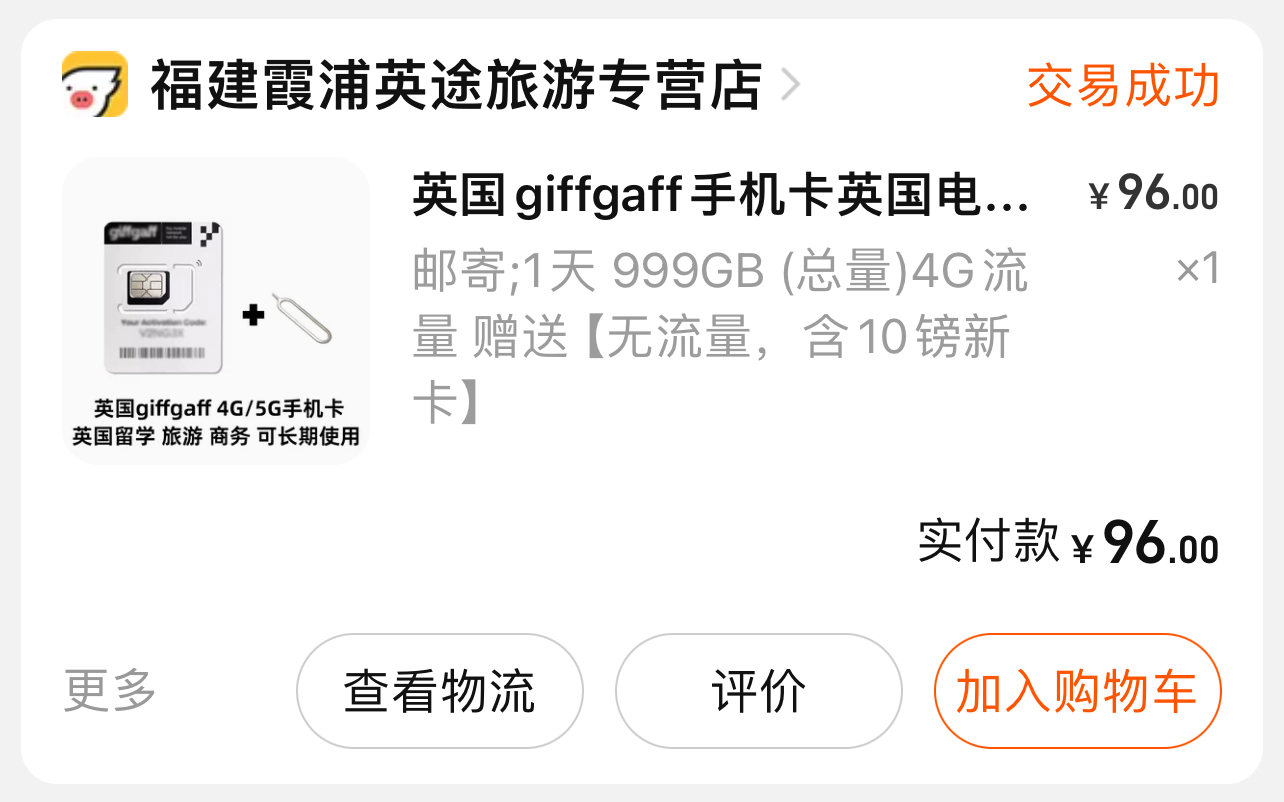 福建霞浦英途旅游专营店
交易成功
giffgaff
Your Activation Code:
英国giffgaff 4G/5G手机卡
英国留学 旅游 商务 可长期使用
英国giffgaff手机卡英国电...
¥96.00
邮寄;1天 999GB (总量)4G流
×1
量 赠送【无流量，含10镑新
卡】
实付款 ¥96.00
更多
查看物流
评价
加入购物车